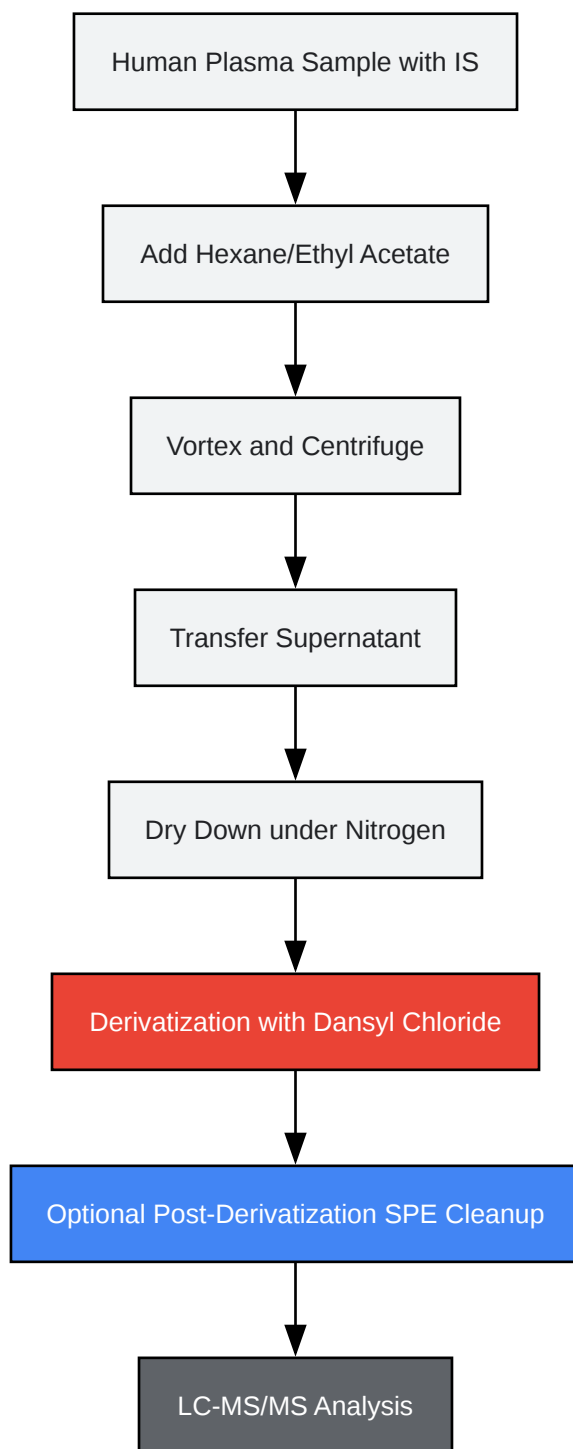 Human Plasma Sample with IS
Add Hexane/Ethyl Acetate
Vortex and Centrifuge
Transfer Supernatant
Dry Down under Nitrogen
Derivatization with Dansyl Chloride
Optional Post-Derivatization SPE Cleanup
LC-MS/MS Analysis